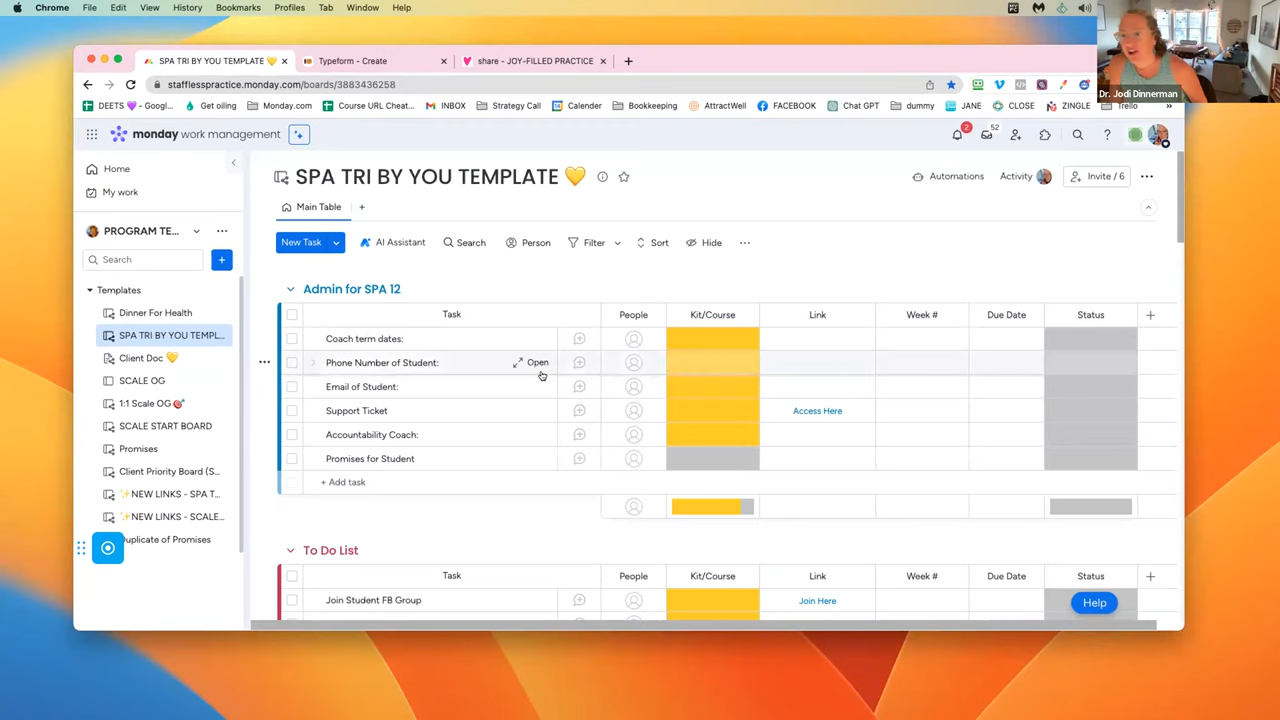 Chrome File Edit View History Bookmarks Profiles Tab Window Help
SPA TRI BY YOU TEMPLATE 💛
Typeform - Create
share - JOY-FILLED PRACTICE
stafflesspractice.monday.com/boards/3883436258
DEETS 💜 - Googl... Get oiling Monday.com Course URL Cheat... INBOX Strategy Call Calendar Bookkeeping AttractWell FACEBOOK Chat GPT dummy JANE CLOSE ZINGLE
Trello
Dr. Jodi Dinnerman
monday work management
2
52
Home
My work
PROGRAM TE...
Search
Templates
Dinner For Health
SPA TRI BY YOU TEMPL...
Client Doc 💛
SCALE OG
1:1 Scale OG 🎯
SCALE START BOARD
Promises
Client Priority Board (S...
✨NEW LINKS - SPA T...
✨NEW LINKS - SCALE...
uplicate of Promises
SPA TRI BY YOU TEMPLATE 💛
Automations Activity Invite / 6
Main Table
New Task AI Assistant Search Person Filter Sort Hide
Admin for SPA 12
Task People Kit/Course Link Week # Due Date Status
Coach term dates:
Phone Number of Student: Open
Email of Student:
Support Ticket Access Here
Accountability Coach:
Promises for Student
+ Add task
To Do List
Task People Kit/Course Link Week # Due Date Status
Join Student FB Group Join Here
Help